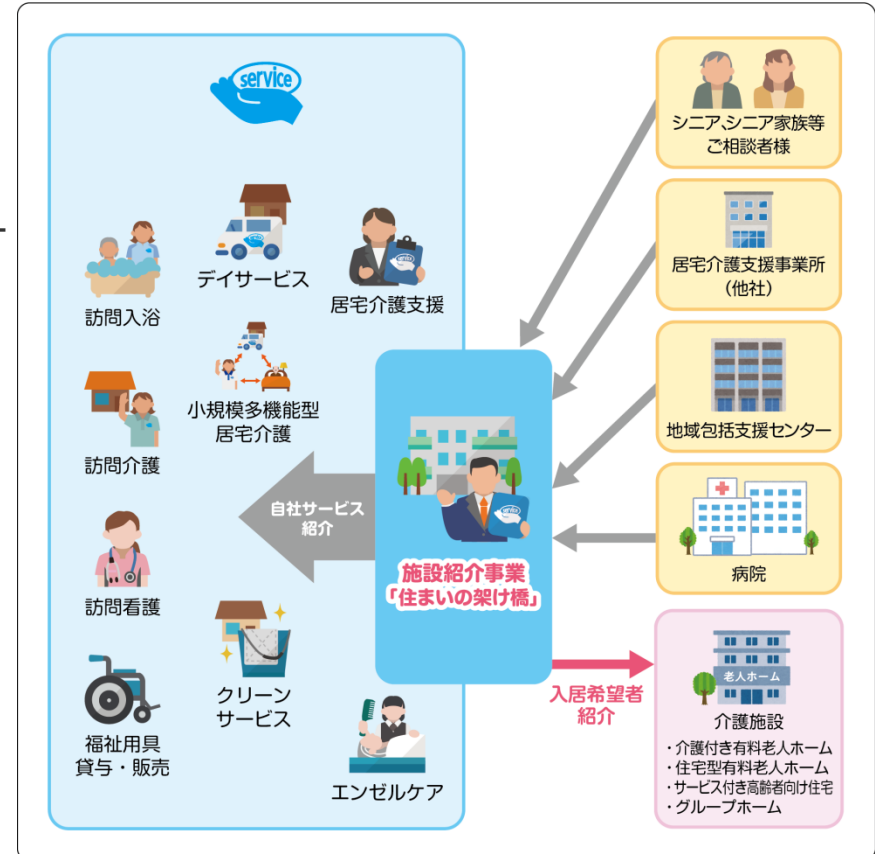 service
訪問入浴
デイサービス
居宅介護支援
訪問介護
小規模多機能型
居宅介護
訪問看護
自社サービス
紹介
福祉用具
貸与・販売
クリーン
サービス
エンゼルケア
施設紹介事業
「住まいの架け橋」
シニア、シニア家族等
ご相談者様
居宅介護支援事業所
（他社）
地域包括支援センター
病院
入居希望者
紹介
老人ホーム
介護施設
・介護付き有料老人ホーム
・住宅型有料老人ホーム
・サービス付き高齢者向け住宅
・グループホーム